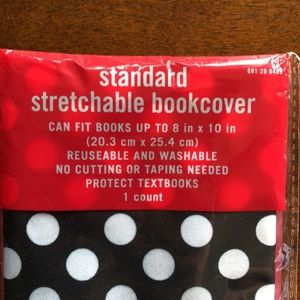 standard
stretchable bookcover
CAN FIT BOOKS UP TO 8 in x 10 in
(20.3 cm x 25.4 cm)
REUSEABLE AND WASHABLE
NO CUTTING OR TAPING NEEDED
PROTECT TEXTBOOKS
1 count